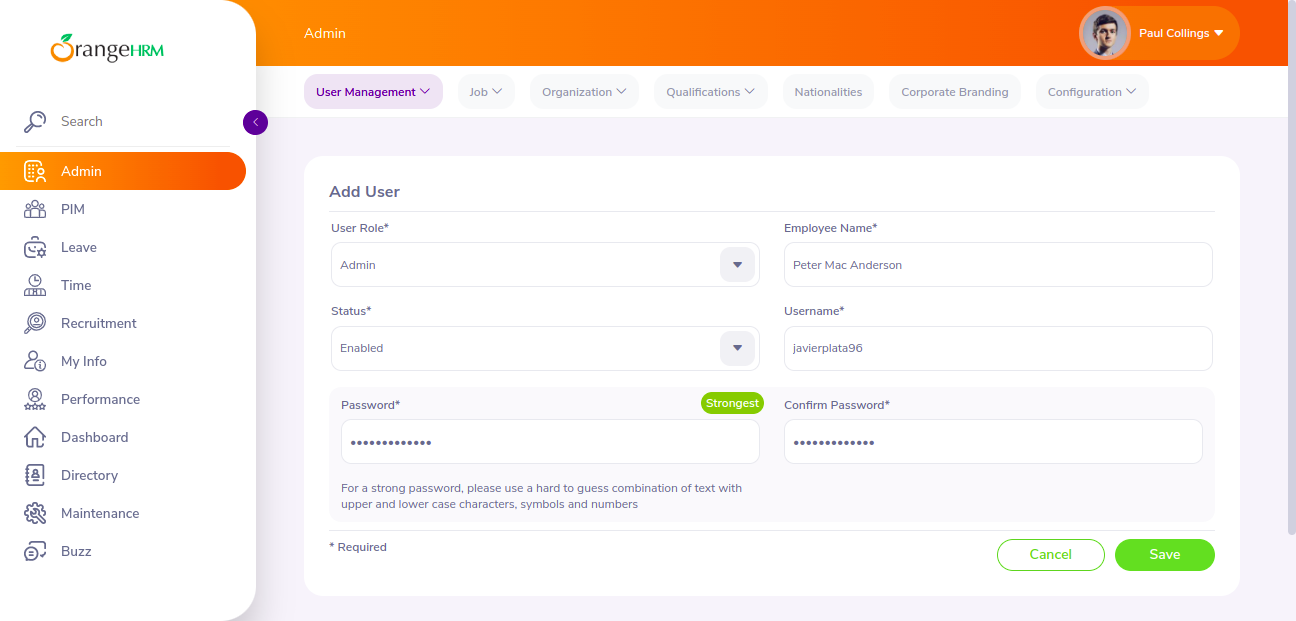 OrangeHRM
Admin
Paul Collings
User Management
Job
Organization
Qualifications
Nationalities
Corporate Branding
Configuration
Search
Admin
PIM
Leave
Time
Recruitment
My Info
Performance
Dashboard
Directory
Maintenance
Buzz
Add User
User Role*
Employee Name*
Admin
Peter Mac Anderson
Status*
Username*
Enabled
javierplata96
Password*
Strongest
Confirm Password*
•••••••••••••
•••••••••••••
For a strong password, please use a hard to guess combination of text with
upper and lower case characters, symbols and numbers
* Required
Cancel
Save